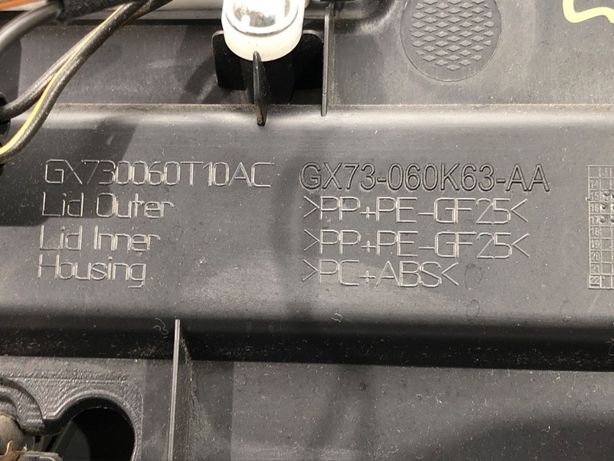 GX730060T10AC GX73-060K63-AA
Lid Outer >PP+PE-GF25<
Lid Inner >PP+PE-GF25<
Housing >PC+ABS<